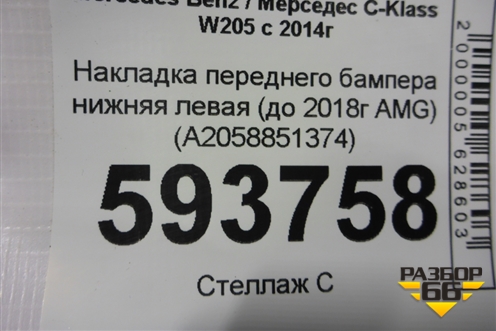 Mercedes Benz / Мерседес C-Klass
W205 с 2014г
Накладка переднего бампера
нижняя левая (до 2018г AMG)
(A2058851374)
593758
Стеллаж С
2000005628603
РАЗБОР
66